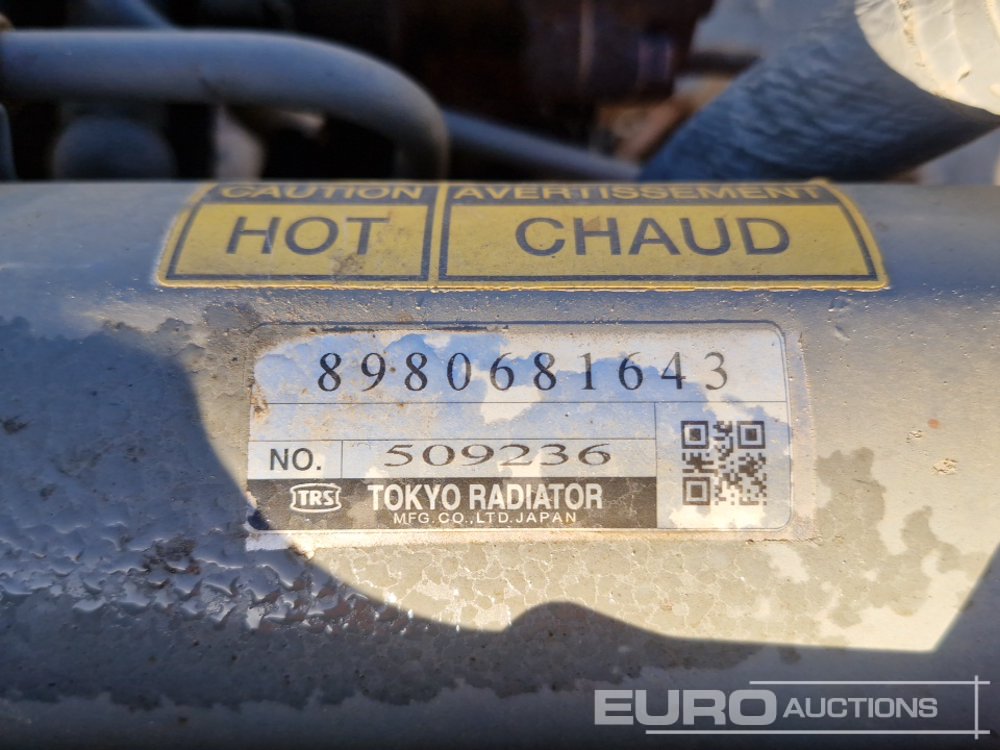 CAUTION AVERTISSEMENT
HOT CHAUD
8980681643
NO. 509236
TRS TOKYO RADIATOR
MFG.CO.,LTD.JAPAN
EURO AUCTIONS